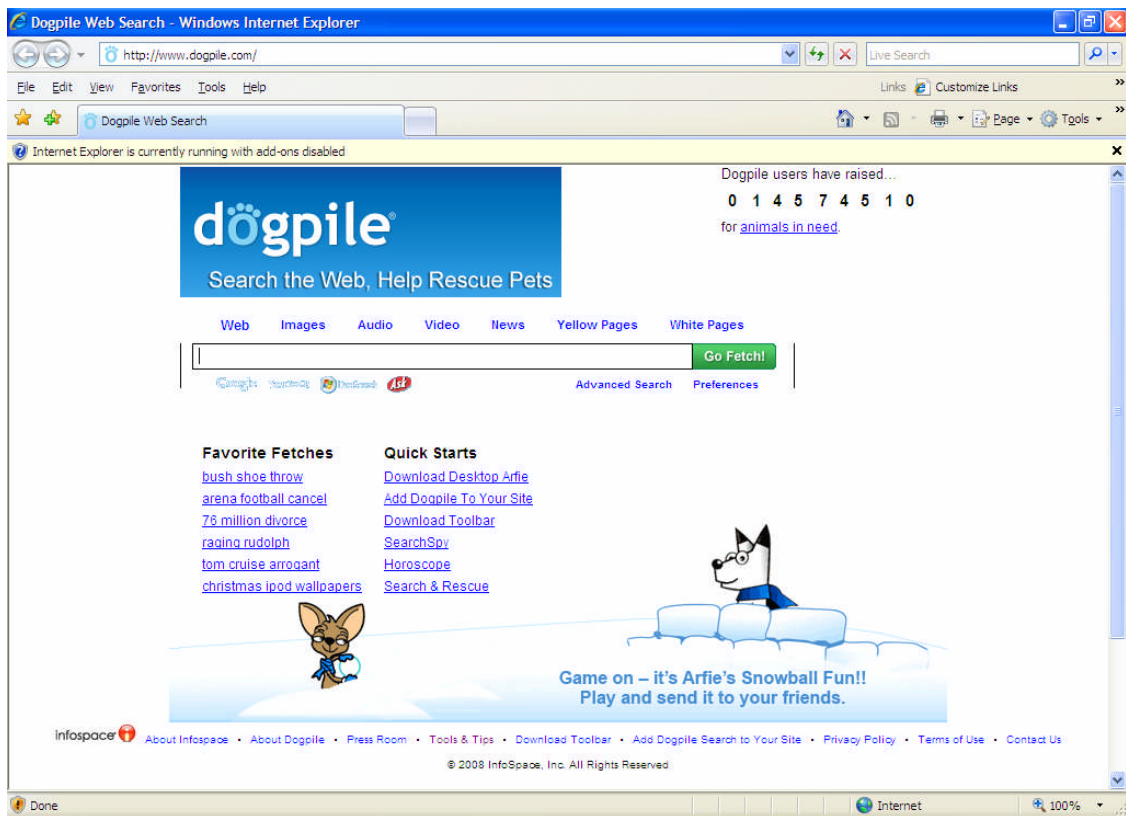 Dogpile Web Search - Windows Internet Explorer
http://www.dogpile.com/
Live Search
File Edit View Favorites Tools Help
Links Customize Links »
Dogpile Web Search
Page Tools »
Internet Explorer is currently running with add-ons disabled
Dogpile users have raised...
0 1 4 5 7 4 5 1 0
for animals in need.
dogpile®
Search the Web, Help Rescue Pets
Web Images Audio Video News Yellow Pages White Pages
Go Fetch!
Google Ask
Advanced Search Preferences
Favorite Fetches
bush shoe throw
arena football cancel
76 million divorce
raging rudolph
tom cruise arrogant
christmas ipod wallpapers
Quick Starts
Download Desktop Arfie
Add Dogpile To Your Site
Download Toolbar
SearchSpy
Horoscope
Search & Rescue
Game on – it's Arfie's Snowball Fun!!
Play and send it to your friends.
infospace
About Infospace • About Dogpile • Press Room • Tools & Tips • Download Toolbar • Add Dogpile Search to Your Site • Privacy Policy • Terms of Use • Contact Us
© 2008 InfoSpace, Inc. All Rights Reserved
Done
Internet
100%